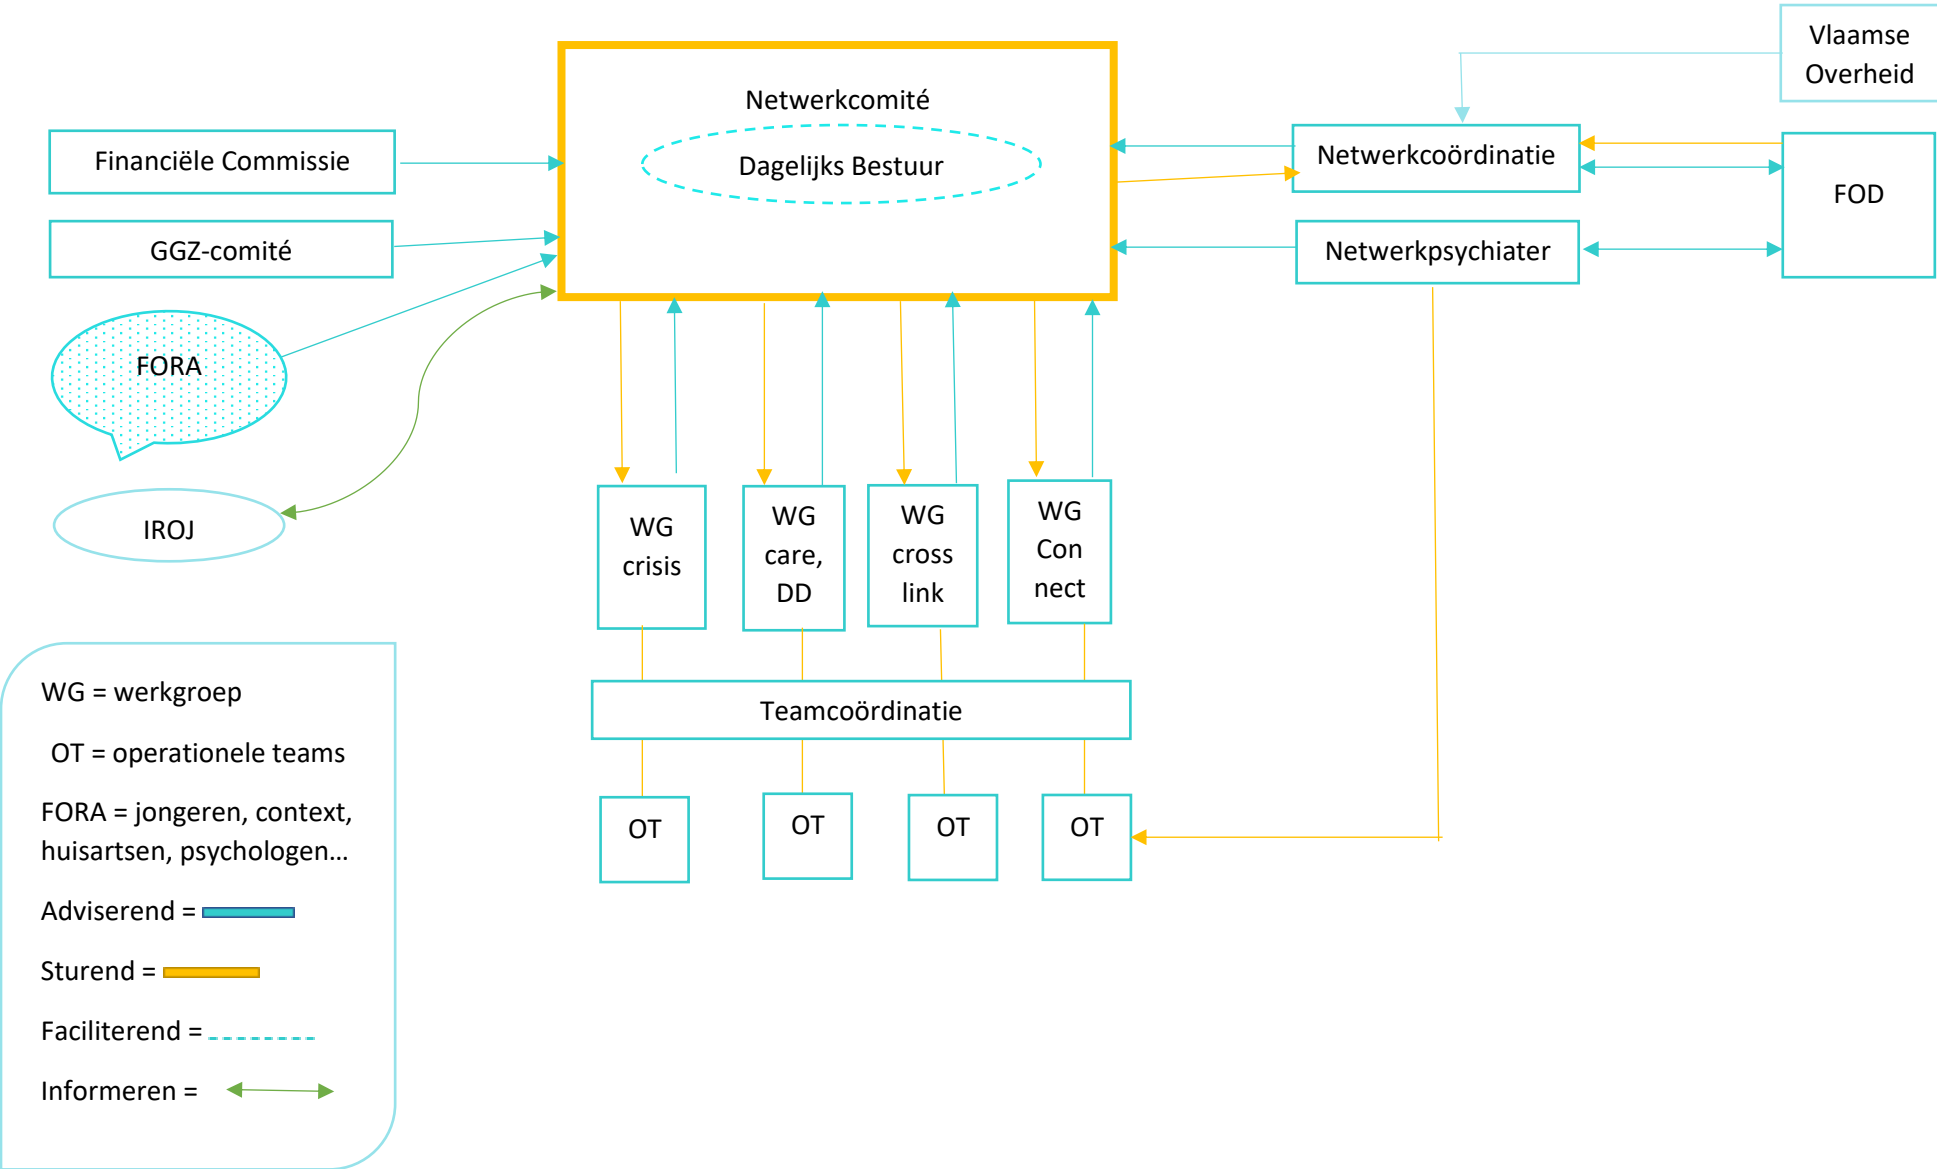 Vlaamse
Overheid
Netwerkcomité
Dagelijks Bestuur
Financiële Commissie
Netwerkcoördinatie
FOD
GGZ-comité
Netwerkpsychiater
FORA
IROJ
WG
crisis
WG
care,
DD
WG
cross
link
WG
Con
nect
Teamcoördinatie
OT
OT
OT
OT
WG = werkgroep
OT = operationele teams
FORA = jongeren, context,
huisartsen, psychologen…
Adviserend =
Sturend =
Faciliterend =
Informeren =